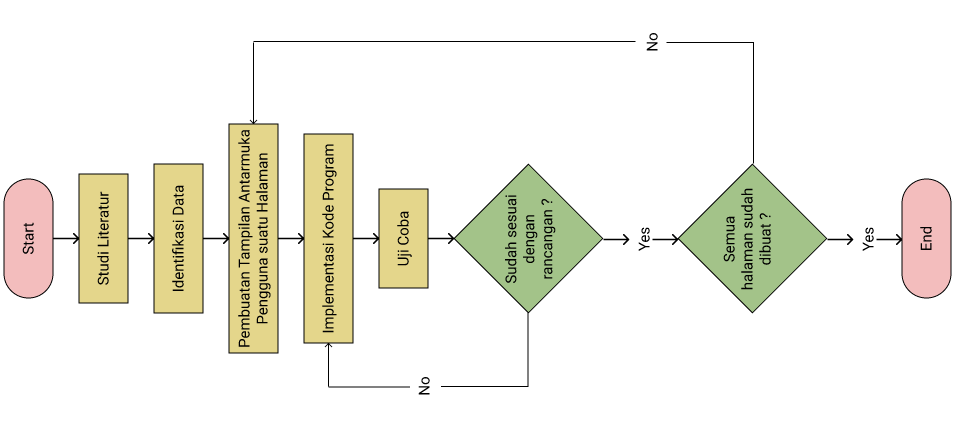 Start
Studi Literatur
Identifikasi Data
Pembuatan Tampilan Antarmuka
Pengguna suatu Halaman
Implementasi Kode Program
Uji Coba
Sudah sesuai
dengan
rancangan ?
No
Yes
Semua
halaman sudah
dibuat ?
No
Yes
End